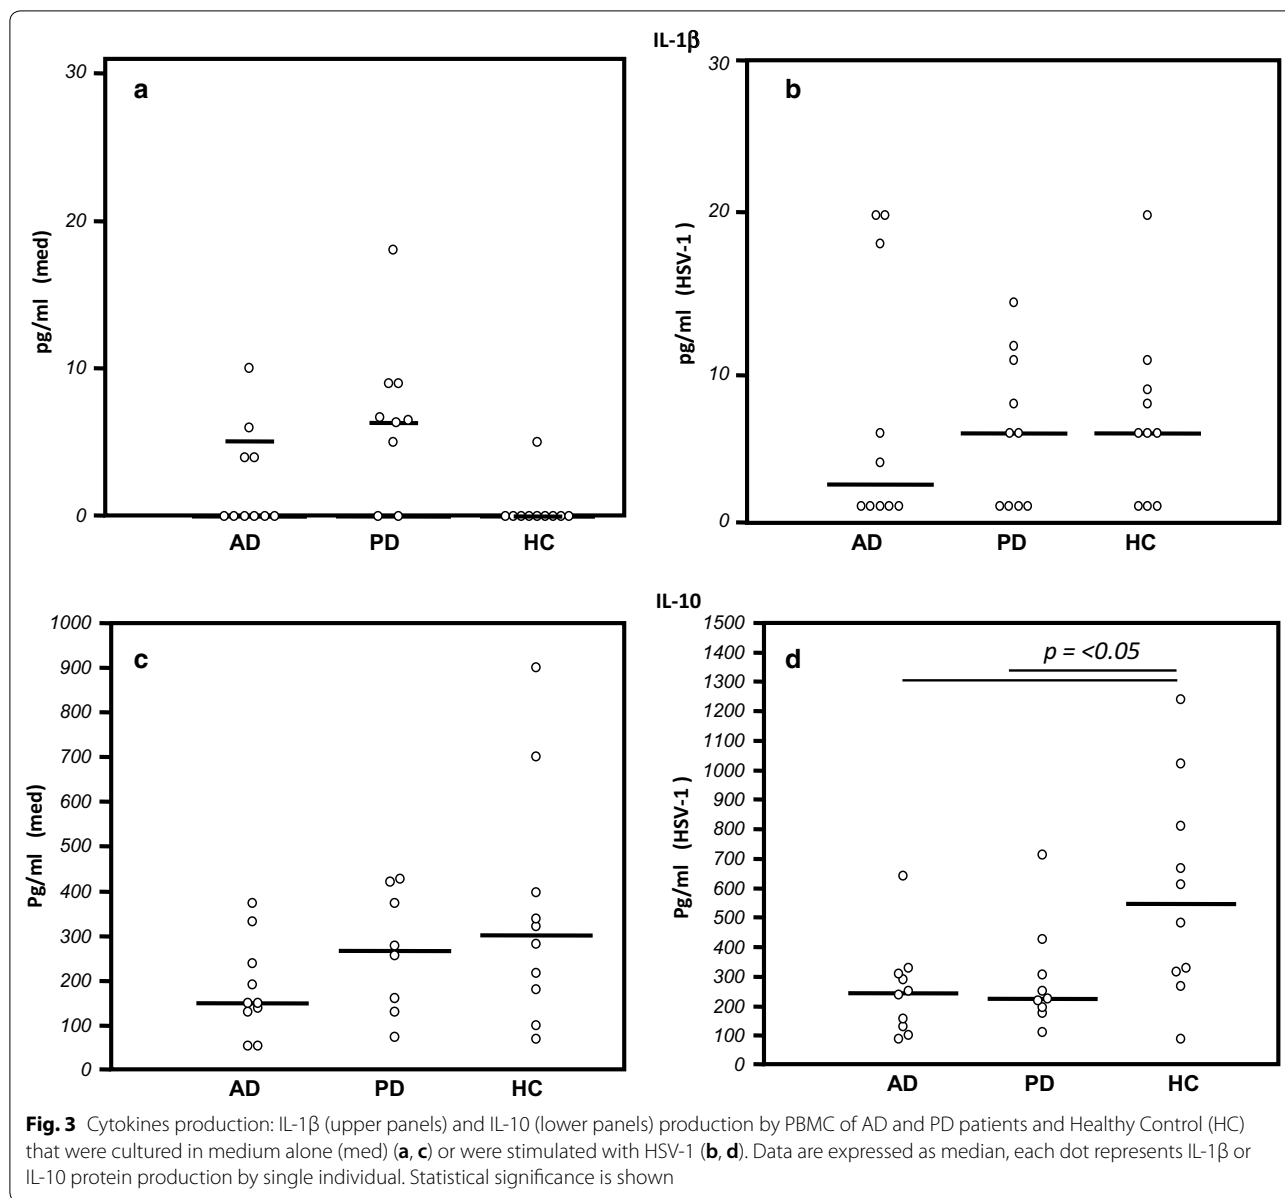 IL-1β
a
30
20
10
0
pg/ml (med)
AD PD HC
b
30
20
10
0
pg/ml (HSV-1 )
AD PD HC
IL-10
c
1000
900
800
700
600
500
400
300
200
100
0
Pg/ml (med)
AD PD HC
d
p = <0.05
1500
1400
1300
1200
1100
1000
900
800
700
600
500
400
300
200
100
0
Pg/ml (HSV-1 )
AD PD HC
Fig. 3 Cytokines production: IL-1β (upper panels) and IL-10 (lower panels) production by PBMC of AD and PD patients and Healthy Control (HC)
that were cultured in medium alone (med) (a, c) or were stimulated with HSV-1 (b, d). Data are expressed as median, each dot represents IL-1β or
IL-10 protein production by single individual. Statistical significance is shown